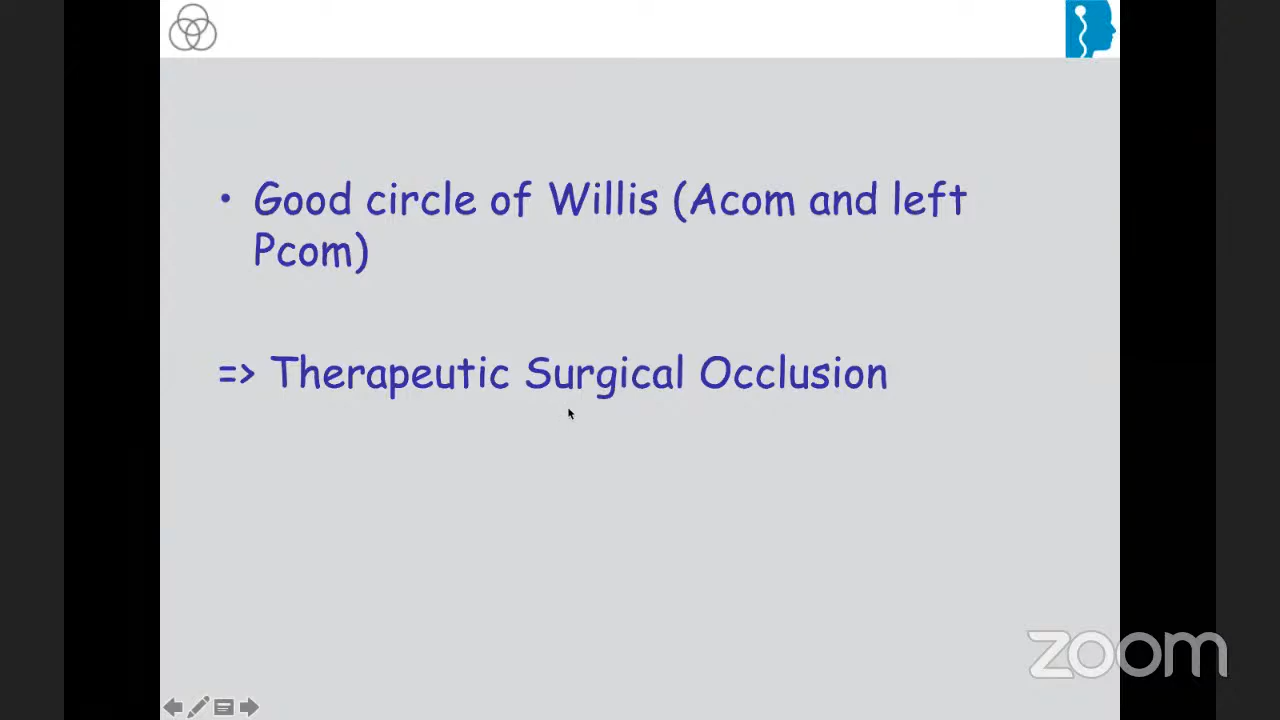 • Good circle of Willis (Acom and left
Pcom)
=> Therapeutic Surgical Occlusion
zoom